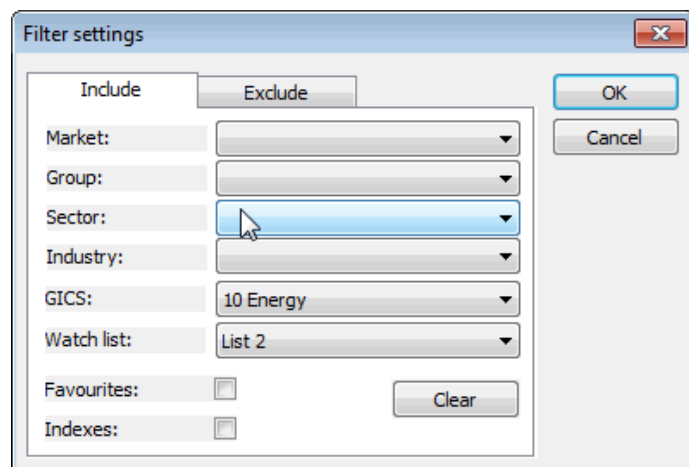 Filter settings
Include Exclude
OK
Cancel
Market:
Group:
Sector:
Industry:
GICS: 10 Energy
Watch list: List 2
Favourites:
Clear
Indexes: